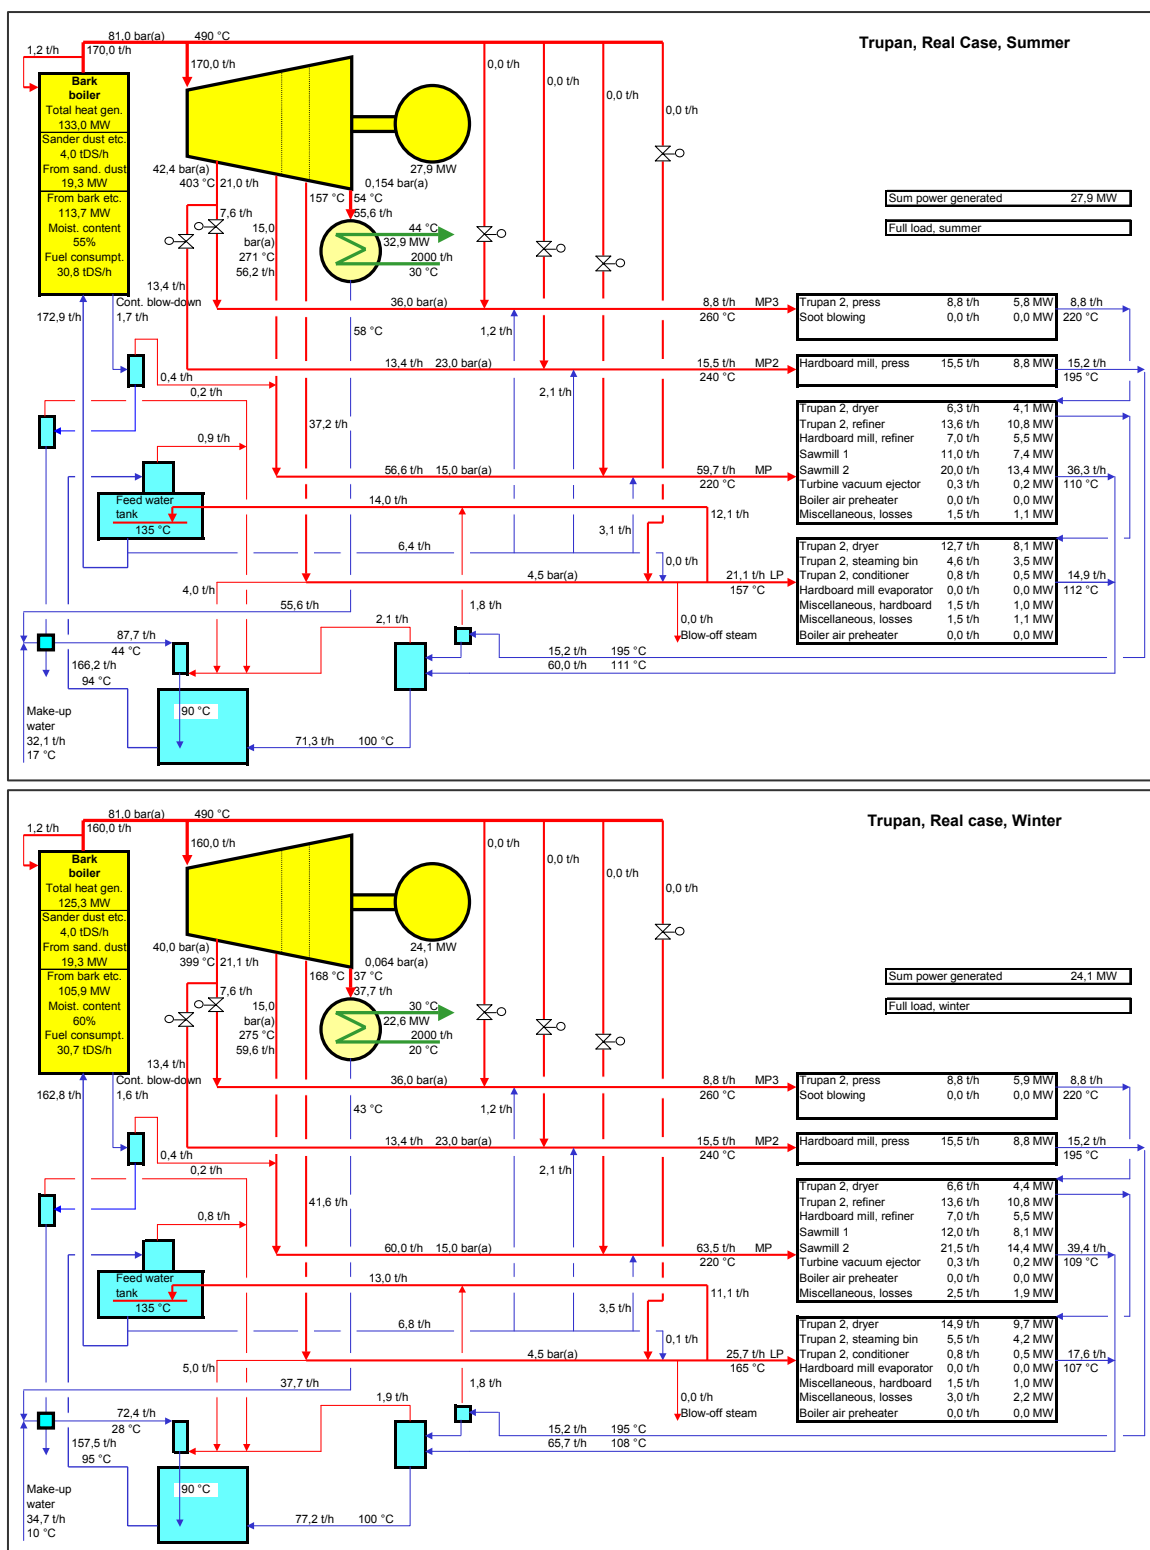 81,0 bar(a) 490 °C
Trupan, Real Case, Summer
1,2 t/h 170,0 t/h
170,0 t/h
0,0 t/h
0,0 t/h
0,0 t/h
0,0 t/h
Bark
boiler
Total heat gen.
133,0 MW
Sander dust etc.
4,0 tDS/h
From sand. dust
19,3 MW
From bark etc.
113,7 MW
Moist. content
55%
Fuel consumpt.
30,8 tDS/h
27,9 MW
42,4 bar(a)
403 °C 21,0 t/h
0,154 bar(a)
157 °C 54 °C
Sum power generated 27,9 MW
Full load, summer
7,6 t/h
15,0
bar(a)
271 °C
56,2 t/h
55,6 t/h
44 °C
32,9 MW
2000 t/h
30 °C
13,4 t/h
Cont. blow-down
172,9 t/h 1,7 t/h
36,0 bar(a)
8,8 t/h MP3
260 °C
Trupan 2, press 8,8 t/h 5,8 MW
Soot blowing 0,0 t/h 0,0 MW
8,8 t/h
220 °C
58 °C
1,2 t/h
13,4 t/h 23,0 bar(a)
15,5 t/h MP2
240 °C
Hardboard mill, press 15,5 t/h 8,8 MW
15,2 t/h
195 °C
0,4 t/h
0,2 t/h
2,1 t/h
37,2 t/h
0,9 t/h
Trupan 2, dryer 6,3 t/h 4,1 MW
Trupan 2, refiner 13,6 t/h 10,8 MW
Hardboard mill, refiner 7,0 t/h 5,5 MW
Sawmill 1 11,0 t/h 7,4 MW
Sawmill 2 20,0 t/h 13,4 MW
Turbine vacuum ejector 0,3 t/h 0,2 MW
Boiler air preheater 0,0 t/h 0,0 MW
Miscellaneous, losses 1,5 t/h 1,1 MW
36,3 t/h
110 °C
56,6 t/h 15,0 bar(a)
59,7 t/h MP
220 °C
Feed water
tank
135 °C
14,0 t/h
12,1 t/h
3,1 t/h
6,4 t/h
0,0 t/h
4,0 t/h
4,5 bar(a)
21,1 t/h LP
157 °C
Trupan 2, dryer 12,7 t/h 8,1 MW
Trupan 2, steaming bin 4,6 t/h 3,5 MW
Trupan 2, conditioner 0,8 t/h 0,5 MW
Hardboard mill evaporator 0,0 t/h 0,0 MW
Miscellaneous, hardboard 1,5 t/h 1,0 MW
Miscellaneous, losses 1,5 t/h 1,1 MW
Boiler air preheater 0,0 t/h 0,0 MW
14,9 t/h
112 °C
55,6 t/h
2,1 t/h
1,8 t/h
0,0 t/h
Blow-off steam
87,7 t/h
44 °C
15,2 t/h 195 °C
60,0 t/h 111 °C
166,2 t/h
94 °C
Make-up
water
32,1 t/h
17 °C
90 °C
71,3 t/h 100 °C
81,0 bar(a) 490 °C
Trupan, Real case, Winter
1,2 t/h 160,0 t/h
160,0 t/h
0,0 t/h
0,0 t/h
0,0 t/h
0,0 t/h
Bark
boiler
Total heat gen.
125,3 MW
Sander dust etc.
4,0 tDS/h
From sand. dust
19,3 MW
From bark etc.
105,9 MW
Moist. content
60%
Fuel consumpt.
30,7 tDS/h
24,1 MW
40,0 bar(a)
399 °C 21,1 t/h
0,064 bar(a)
168 °C 37 °C
Sum power generated 24,1 MW
Full load, winter
7,6 t/h
15,0
bar(a)
275 °C
59,6 t/h
37,7 t/h
30 °C
22,6 MW
2000 t/h
20 °C
13,4 t/h
Cont. blow-down
162,8 t/h 1,6 t/h
36,0 bar(a)
8,8 t/h MP3
260 °C
Trupan 2, press 8,8 t/h 5,9 MW
Soot blowing 0,0 t/h 0,0 MW
8,8 t/h
220 °C
43 °C
1,2 t/h
13,4 t/h 23,0 bar(a)
15,5 t/h MP2
240 °C
Hardboard mill, press 15,5 t/h 8,8 MW
15,2 t/h
195 °C
0,4 t/h
0,2 t/h
2,1 t/h
41,6 t/h
0,8 t/h
Trupan 2, dryer 6,6 t/h 4,4 MW
Trupan 2, refiner 13,6 t/h 10,8 MW
Hardboard mill, refiner 7,0 t/h 5,5 MW
Sawmill 1 12,0 t/h 8,1 MW
Sawmill 2 21,5 t/h 14,4 MW
Turbine vacuum ejector 0,3 t/h 0,2 MW
Boiler air preheater 0,0 t/h 0,0 MW
Miscellaneous, losses 2,5 t/h 1,9 MW
39,4 t/h
109 °C
60,0 t/h 15,0 bar(a)
63,5 t/h MP
220 °C
Feed water
tank
135 °C
13,0 t/h
11,1 t/h
3,5 t/h
6,8 t/h
0,1 t/h
5,0 t/h
4,5 bar(a)
25,7 t/h LP
165 °C
Trupan 2, dryer 14,9 t/h 9,7 MW
Trupan 2, steaming bin 5,5 t/h 4,2 MW
Trupan 2, conditioner 0,8 t/h 0,5 MW
Hardboard mill evaporator 0,0 t/h 0,0 MW
Miscellaneous, hardboard 1,5 t/h 1,0 MW
Miscellaneous, losses 3,0 t/h 2,2 MW
Boiler air preheater 0,0 t/h 0,0 MW
17,6 t/h
107 °C
37,7 t/h
1,9 t/h
1,8 t/h
0,0 t/h
Blow-off steam
72,4 t/h
28 °C
15,2 t/h 195 °C
65,7 t/h 108 °C
157,5 t/h
95 °C
Make-up
water
34,7 t/h
10 °C
90 °C
77,2 t/h 100 °C